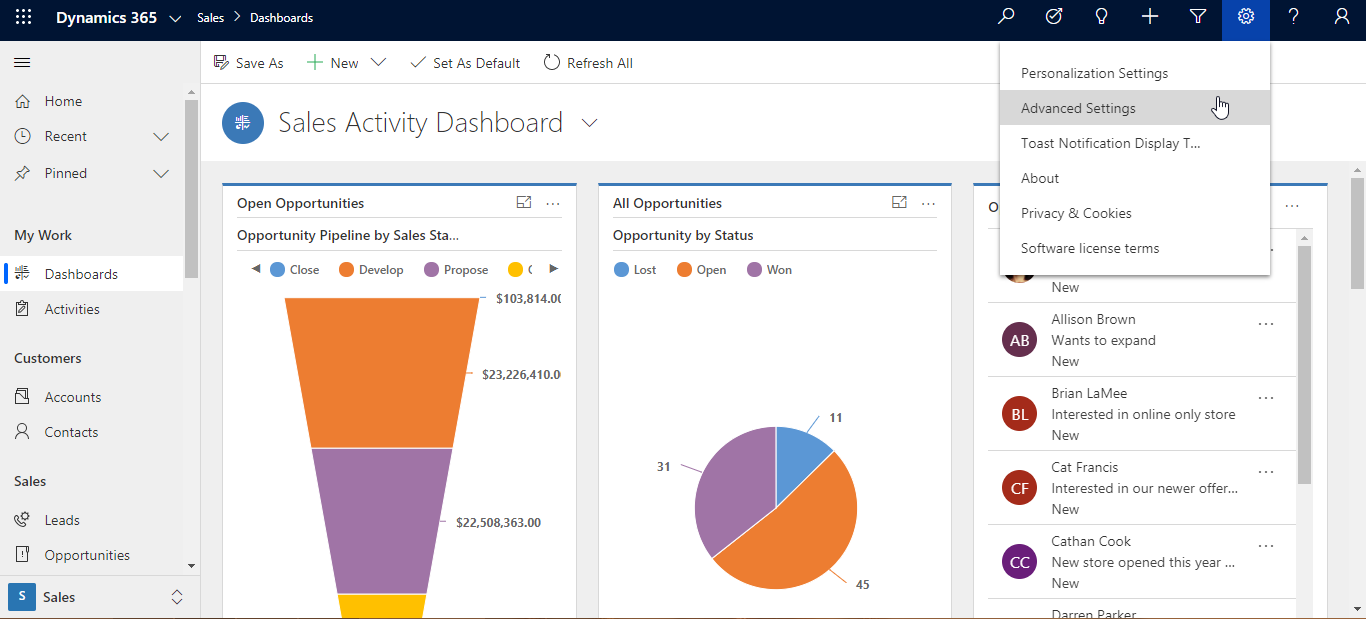 Dynamics 365
Sales > Dashboards
Save As
New
Set As Default
Refresh All
Personalization Settings
Advanced Settings
Toast Notification Display T...
About
Privacy & Cookies
Software license terms
Home
Recent
Pinned
My Work
Dashboards
Activities
Customers
Accounts
Contacts
Sales
Leads
Opportunities
S Sales
Sales Activity Dashboard
Open Opportunities
Opportunity Pipeline by Sales Sta...
Close Develop Propose
$103,814.00
$23,226,410.0
$22,508,363.00
All Opportunities
Opportunity by Status
Lost Open Won
11
31
45
O
New
AB
Allison Brown
Wants to expand
New
BL
Brian LaMee
Interested in online only store
New
CF
Cat Francis
Interested in our newer offer...
New
CC
Cathan Cook
New store opened this year ...
New
Darren Parker